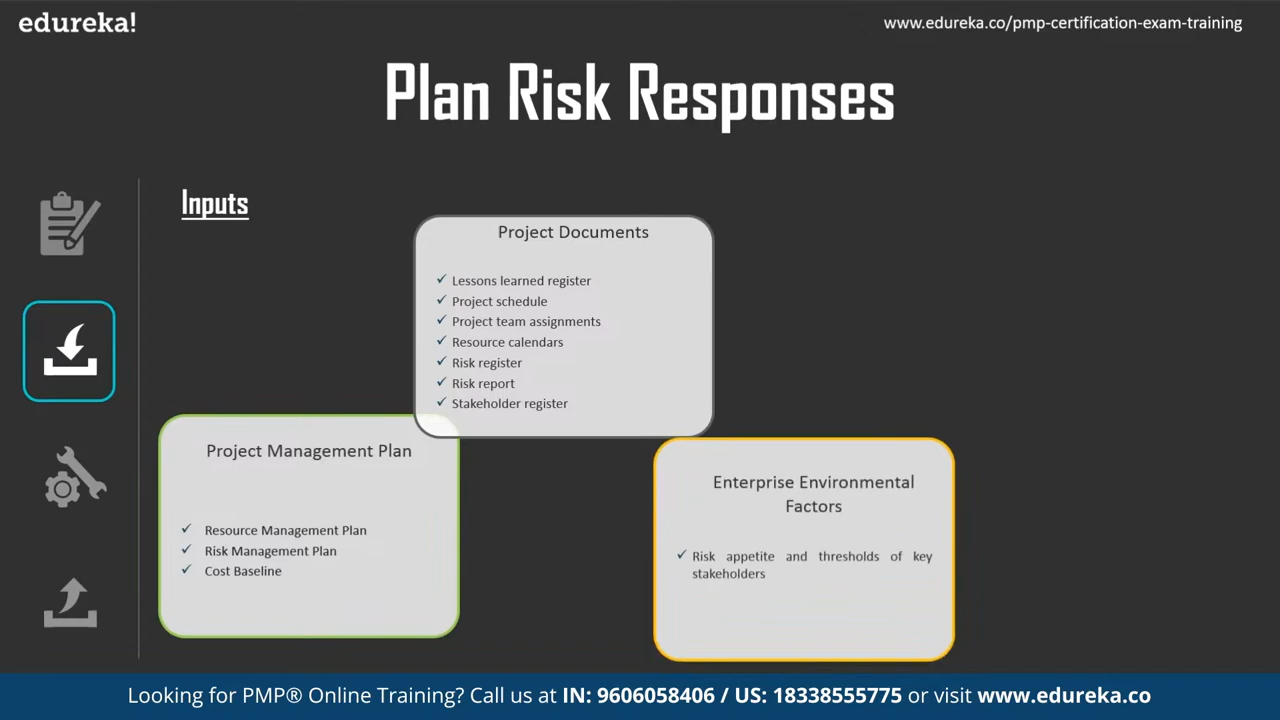 edureka!
www.edureka.co/pmp-certification-exam-training
Plan Risk Responses
Inputs
Project Documents
✓ Lessons learned register
✓ Project schedule
✓ Project team assignments
✓ Resource calendars
✓ Risk register
✓ Risk report
✓ Stakeholder register
Project Management Plan
✓ Resource Management Plan
✓ Risk Management Plan
✓ Cost Baseline
Enterprise Environmental
Factors
✓ Risk appetite and thresholds of key
stakeholders
Looking for PMP® Online Training? Call us at IN: 9606058406 / US: 18338555775 or visit www.edureka.co